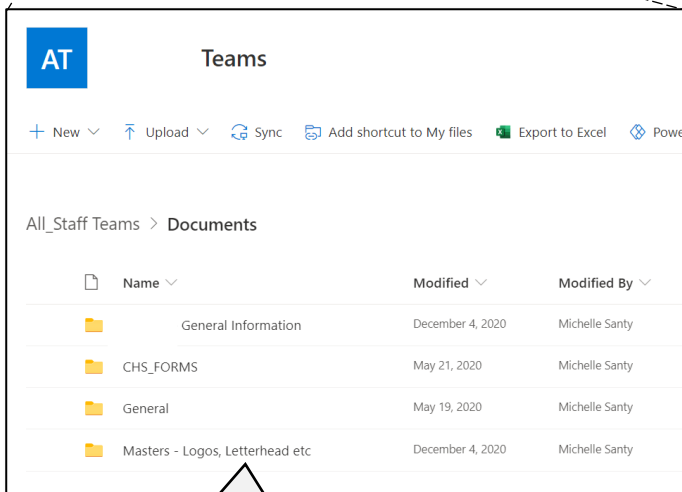 AT Teams
New Upload Sync Add shortcut to My files Export to Excel Powe
All_Staff Teams > Documents
Name Modified Modified By
General Information December 4, 2020 Michelle Santy
CHS_FORMS May 21, 2020 Michelle Santy
General May 19, 2020 Michelle Santy
Masters - Logos, Letterhead etc December 4, 2020 Michelle Santy